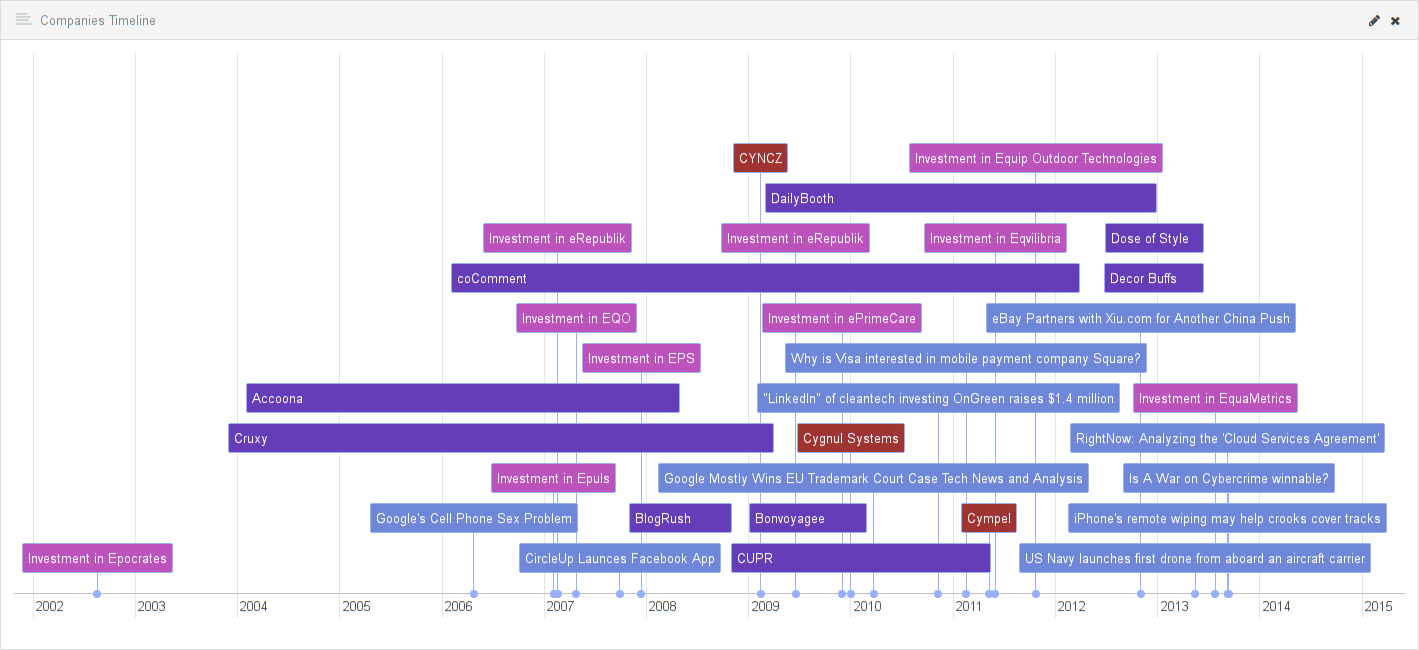 Companies Timeline
CYNCZ
Investment in Equip Outdoor Technologies
DailyBooth
Investment in eRepublik
Investment in eRepublik
Investment in Eqvilibria
Dose of Style
coComment
Decor Buffs
Investment in EQO
Investment in ePrimeCare
eBay Partners with Xiu.com for Another China Push
Investment in EPS
Why is Visa interested in mobile payment company Square?
Accoona
"LinkedIn" of cleantech investing OnGreen raises $1.4 million
Investment in EquaMetrics
Cruxy
Cygnul Systems
RightNow: Analyzing the 'Cloud Services Agreement'
Investment in Epuls
Google Mostly Wins EU Trademark Court Case Tech News and Analysis
Is A War on Cybercrime winnable?
Google's Cell Phone Sex Problem
BlogRush
Bonvoyagee
Cympel
iPhone's remote wiping may help crooks cover tracks
Investment in Epocrates
CircleUp Launces Facebook App
CUPR
US Navy launches first drone from aboard an aircraft carrier
2002 2003 2004 2005 2006 2007 2008 2009 2010 2011 2012 2013 2014 2015